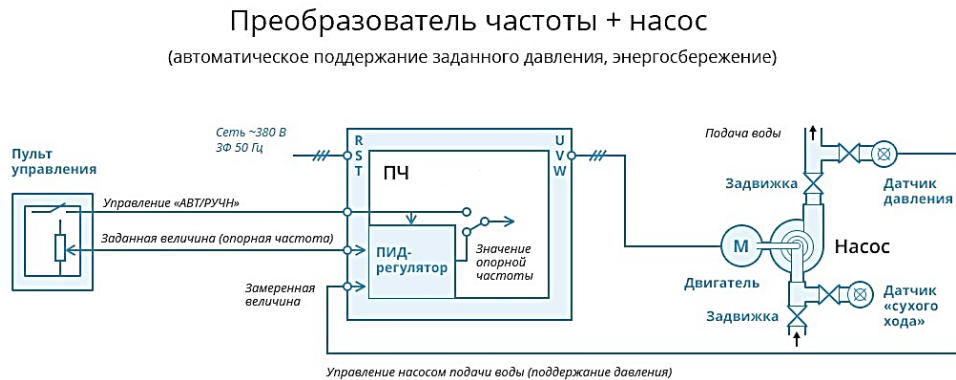 Преобразователь частоты + насос
(автоматическое поддержание заданного давления, энергосбережение)
Сеть ~380 В
3Ф 50 Гц
R
S
T
U
V
W
Подача воды
Пульт
управления
ПЧ
Задвижка
Датчик
давления
Управление «АВТ/РУЧН»
Заданная величина (опорная частота)
ПИД-
регулятор
Значение
опорной
частоты
M
Насос
Двигатель
Замеренная
величина
Датчик
«сухого
хода»
Задвижка
Управление насосом подачи воды (поддержание давления)